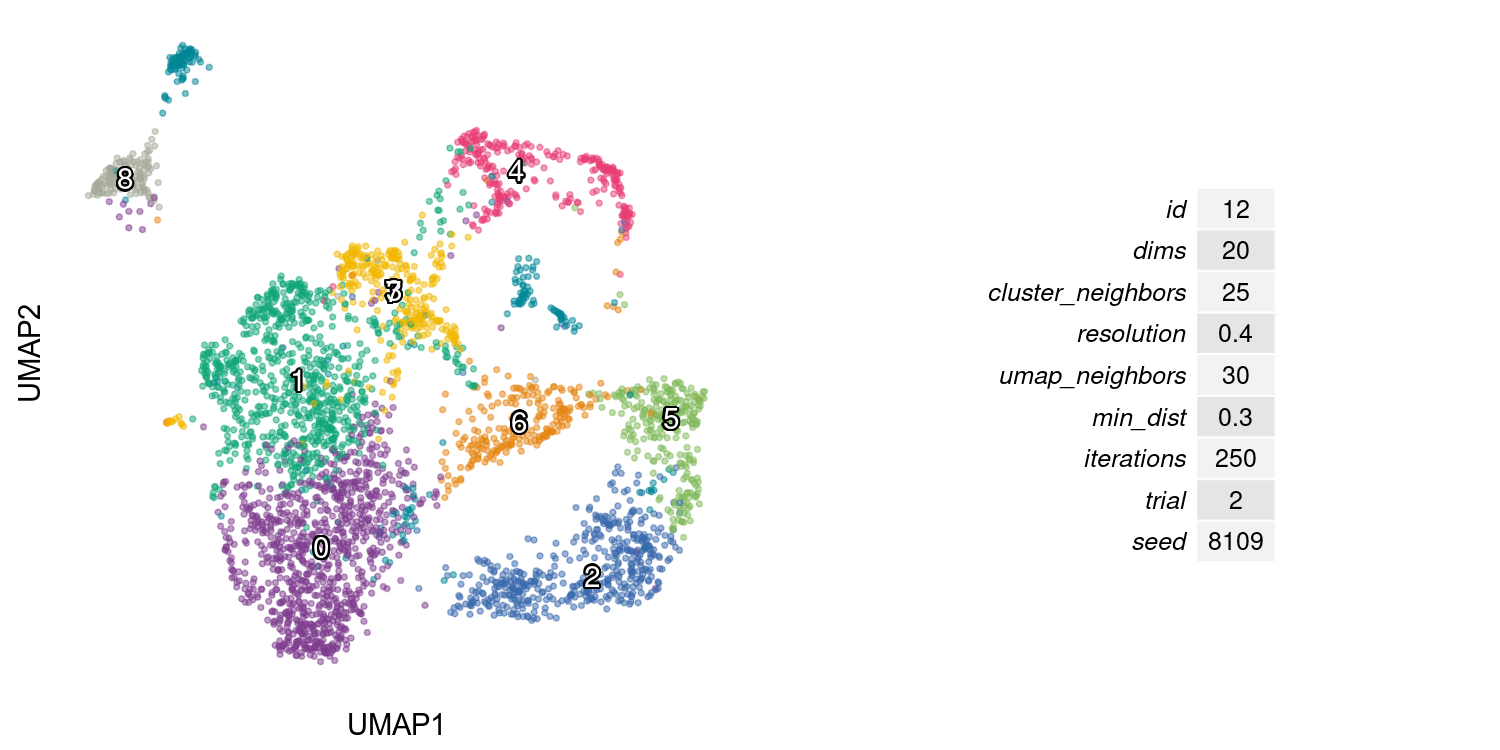 8
4
3
1
6
5
0
2
UMAP2
UMAP1
id 12
dims 20
cluster_neighbors 25
resolution 0.4
umap_neighbors 30
min_dist 0.3
iterations 250
trial 2
seed 8109